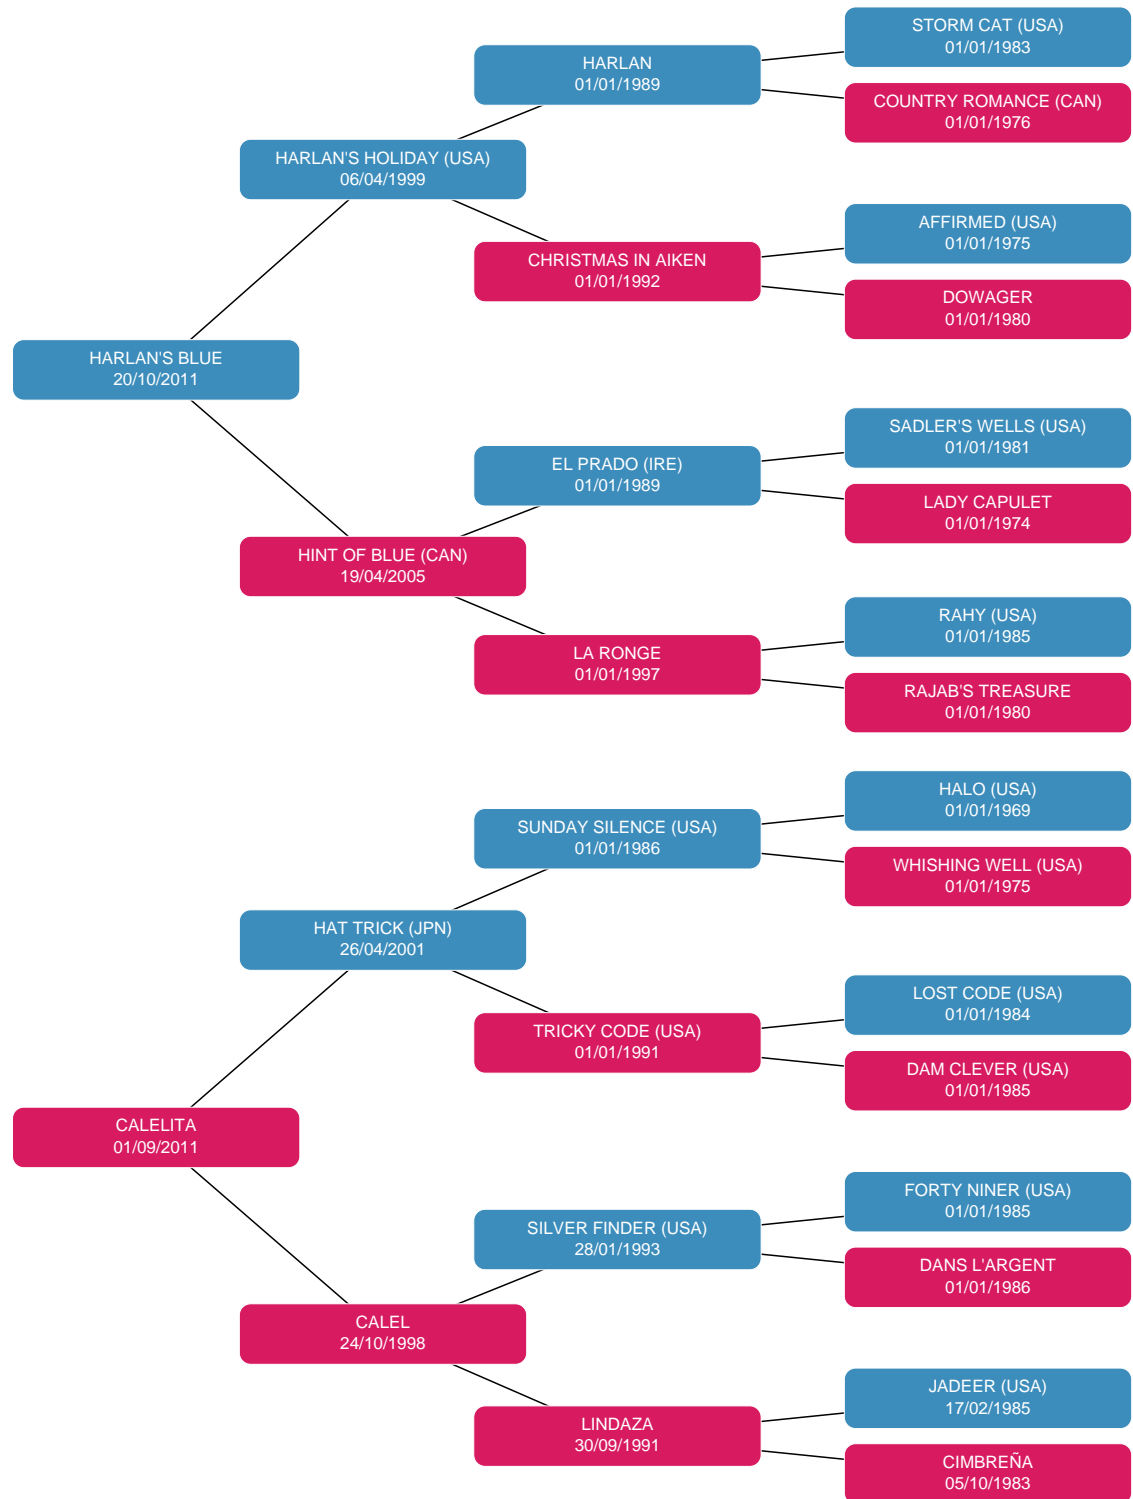 STORM CAT (USA)
01/01/1983
HARLAN
01/01/1989
COUNTRY ROMANCE (CAN)
01/01/1976
HARLAN'S HOLIDAY (USA)
06/04/1999
AFFIRMED (USA)
01/01/1975
CHRISTMAS IN AIKEN
01/01/1992
DOWAGER
01/01/1980
HARLAN'S BLUE
20/10/2011
SADLER'S WELLS (USA)
01/01/1981
EL PRADO (IRE)
01/01/1989
LADY CAPULET
01/01/1974
HINT OF BLUE (CAN)
19/04/2005
RAHY (USA)
01/01/1985
LA RONGE
01/01/1997
RAJAB'S TREASURE
01/01/1980
HALO (USA)
01/01/1969
SUNDAY SILENCE (USA)
01/01/1986
WHISHING WELL (USA)
01/01/1975
HAT TRICK (JPN)
26/04/2001
LOST CODE (USA)
01/01/1984
TRICKY CODE (USA)
01/01/1991
DAM CLEVER (USA)
01/01/1985
CALELITA
01/09/2011
FORTY NINER (USA)
01/01/1985
SILVER FINDER (USA)
28/01/1993
DANS L'ARGENT
01/01/1986
CALEL
24/10/1998
JADEER (USA)
17/02/1985
LINDAZA
30/09/1991
CIMBREÑA
05/10/1983